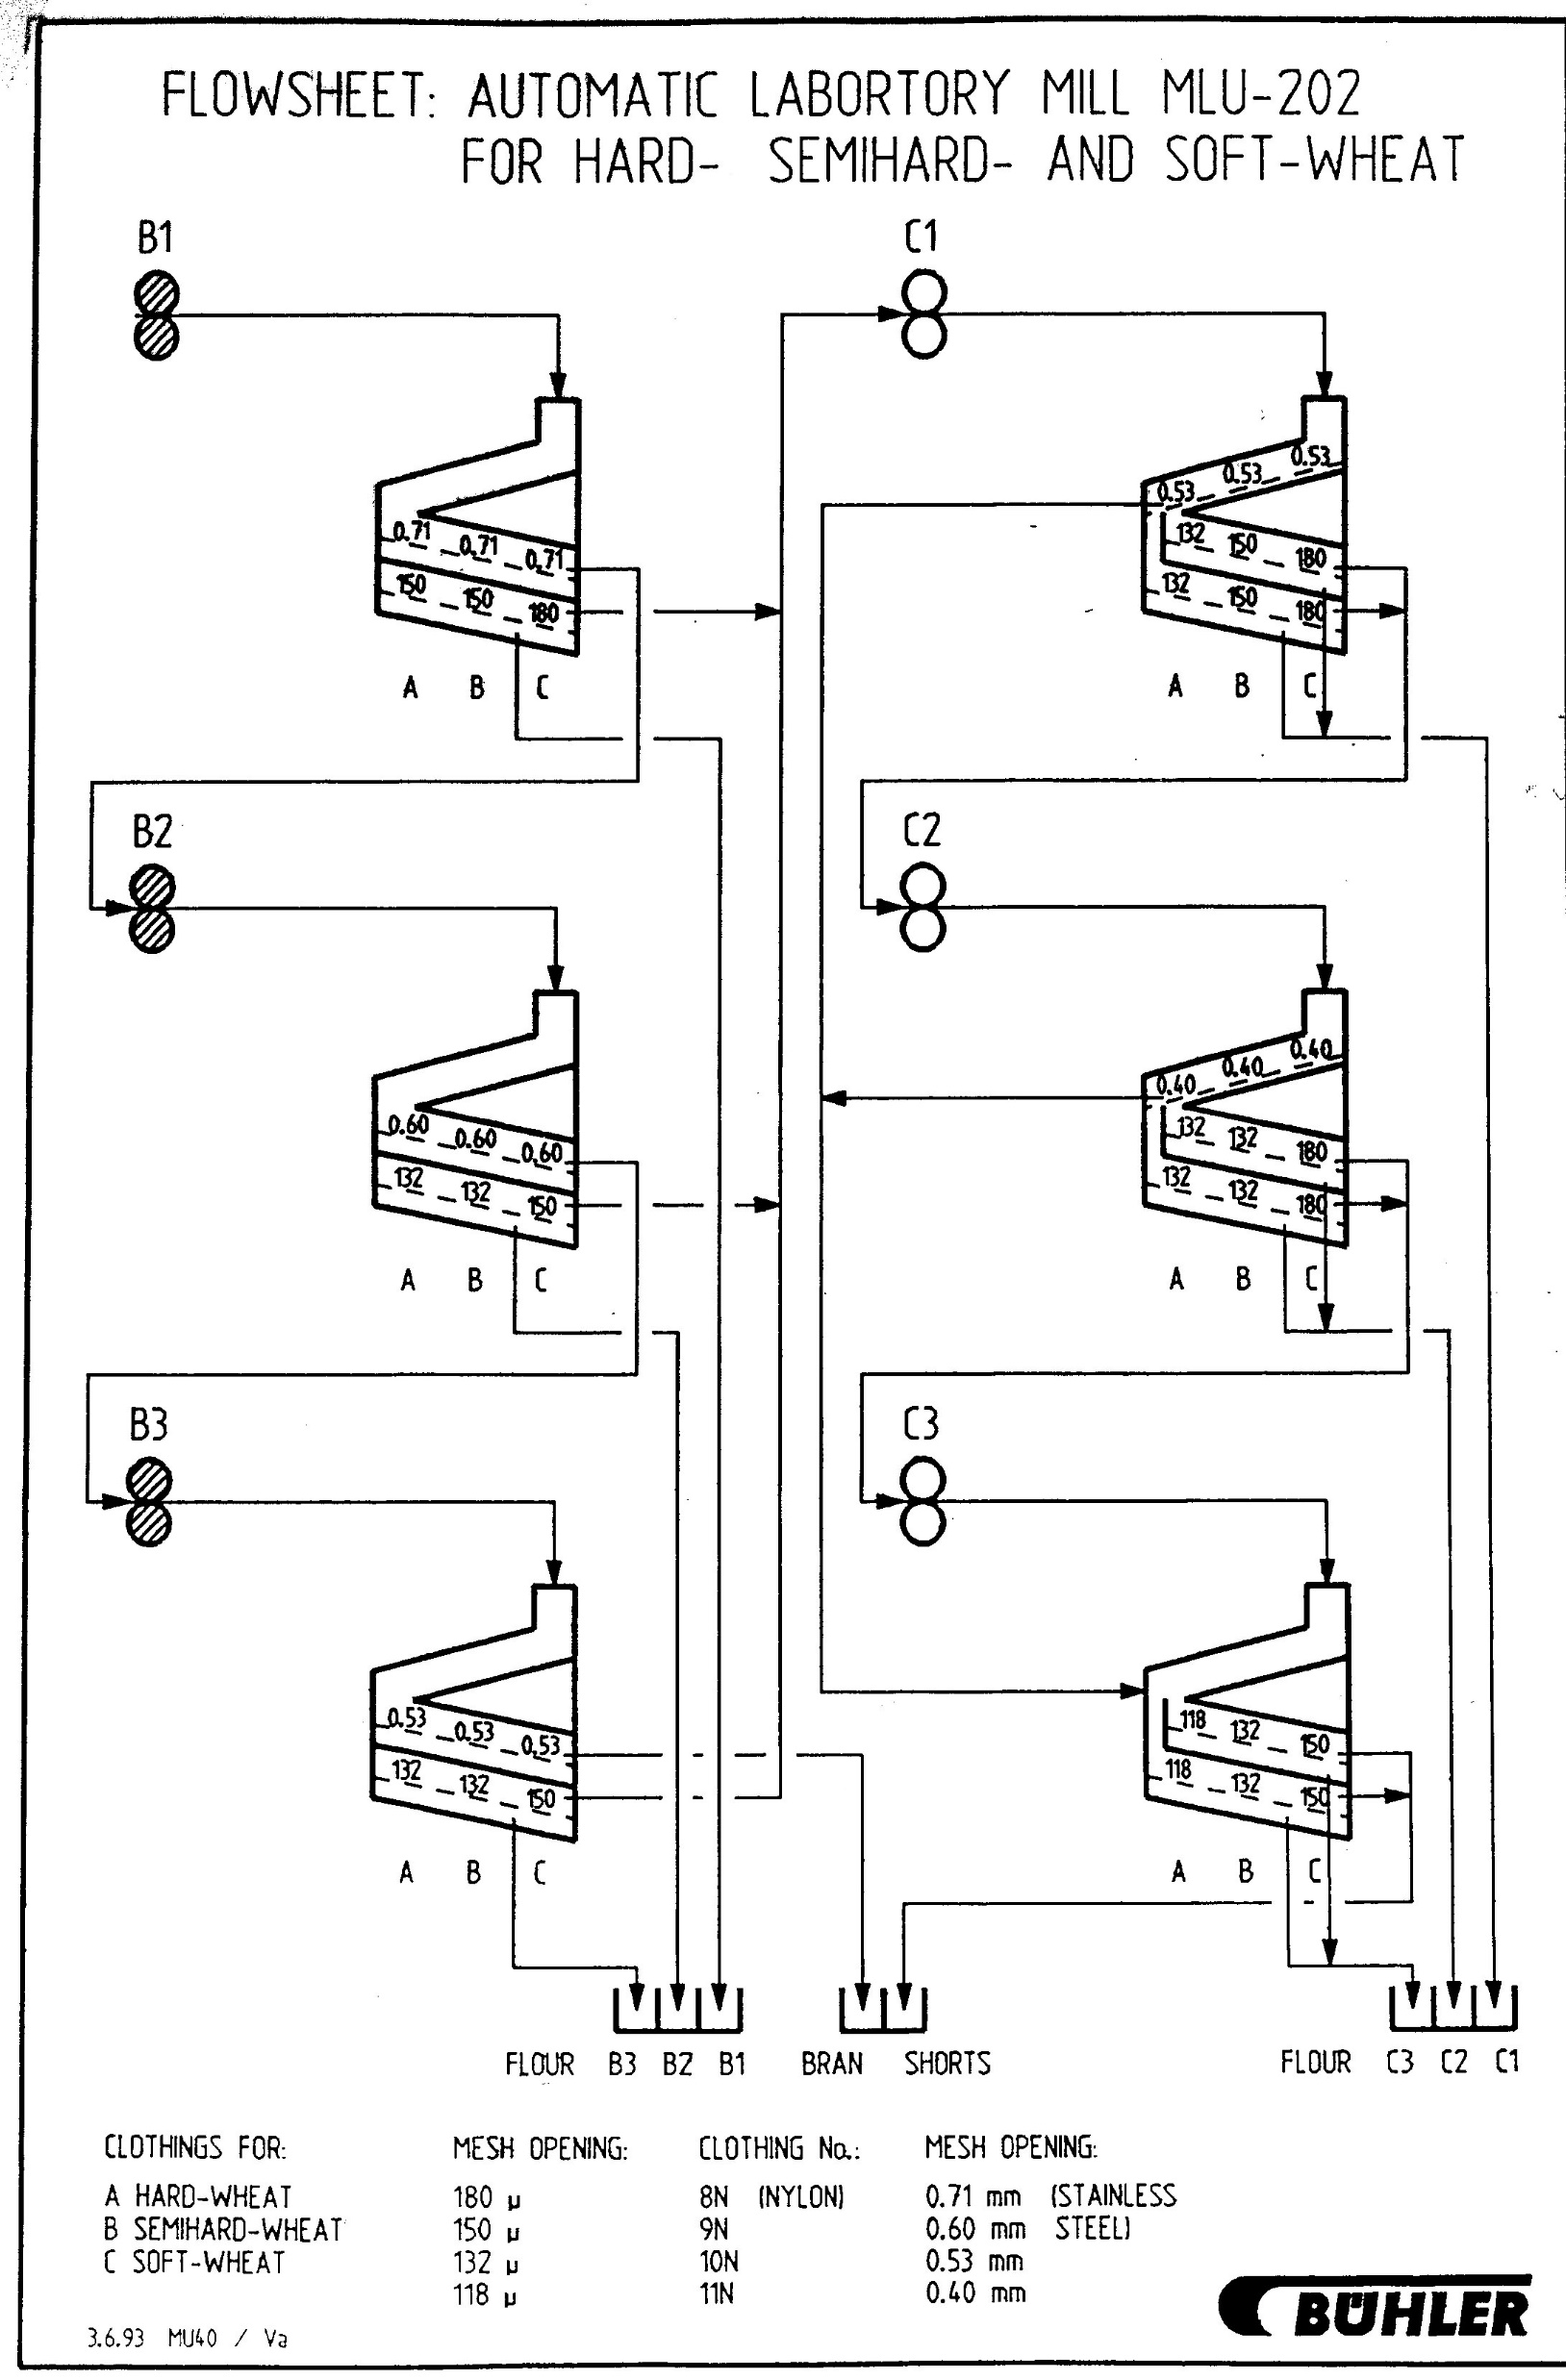 FLOWSHEET: AUTOMATIC LABORTORY MILL MLU-202
FOR HARD- SEMIHARD- AND SOFT-WHEAT
B1
C1
0.71 0.71 0.71
150 150 180
A B C
0.53 0.53 0.53
132 150 180
132 150 180
A B C
B2
C2
0.60 0.60 0.60
132 132 150
A B C
0.40 0.40 0.40
132 132 180
132 132 180
A B C
B3
C3
0.53 0.53 0.53
132 132 150
A B C
118 132 150
118 132 150
A B C
FLOUR B3 B2 B1 BRAN SHORTS FLOUR C3 C2 C1
CLOTHINGS FOR: MESH OPENING: CLOTHING No.: MESH OPENING:
A HARD-WHEAT 180 µ 8N (NYLON) 0.71 mm (STAINLESS
B SEMIHARD-WHEAT 150 µ 9N 0.60 mm STEEL)
C SOFT-WHEAT 132 µ 10N 0.53 mm
118 µ 11N 0.40 mm
3.6.93 MU40 / Va
BÜHLER